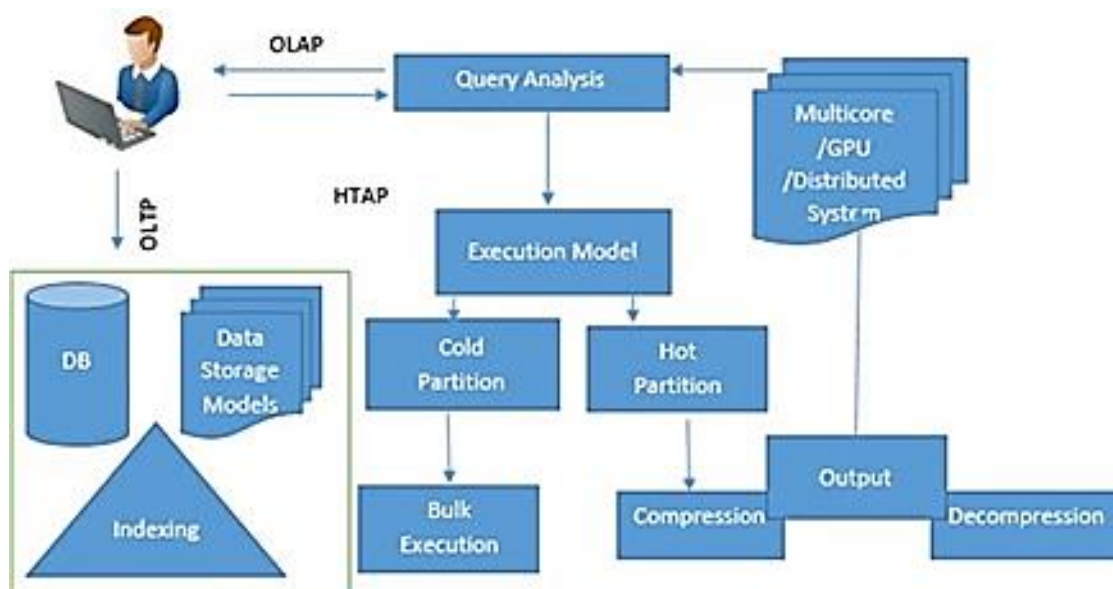 OLAP
Query Analysis
Multicore
/GPU
/Distributed
System
HTAP
OLTP
Execution Model
DB
Data
Storage
Models
Cold
Partition
Hot
Partition
Indexing
Bulk
Execution
Compression
Output
Decompression